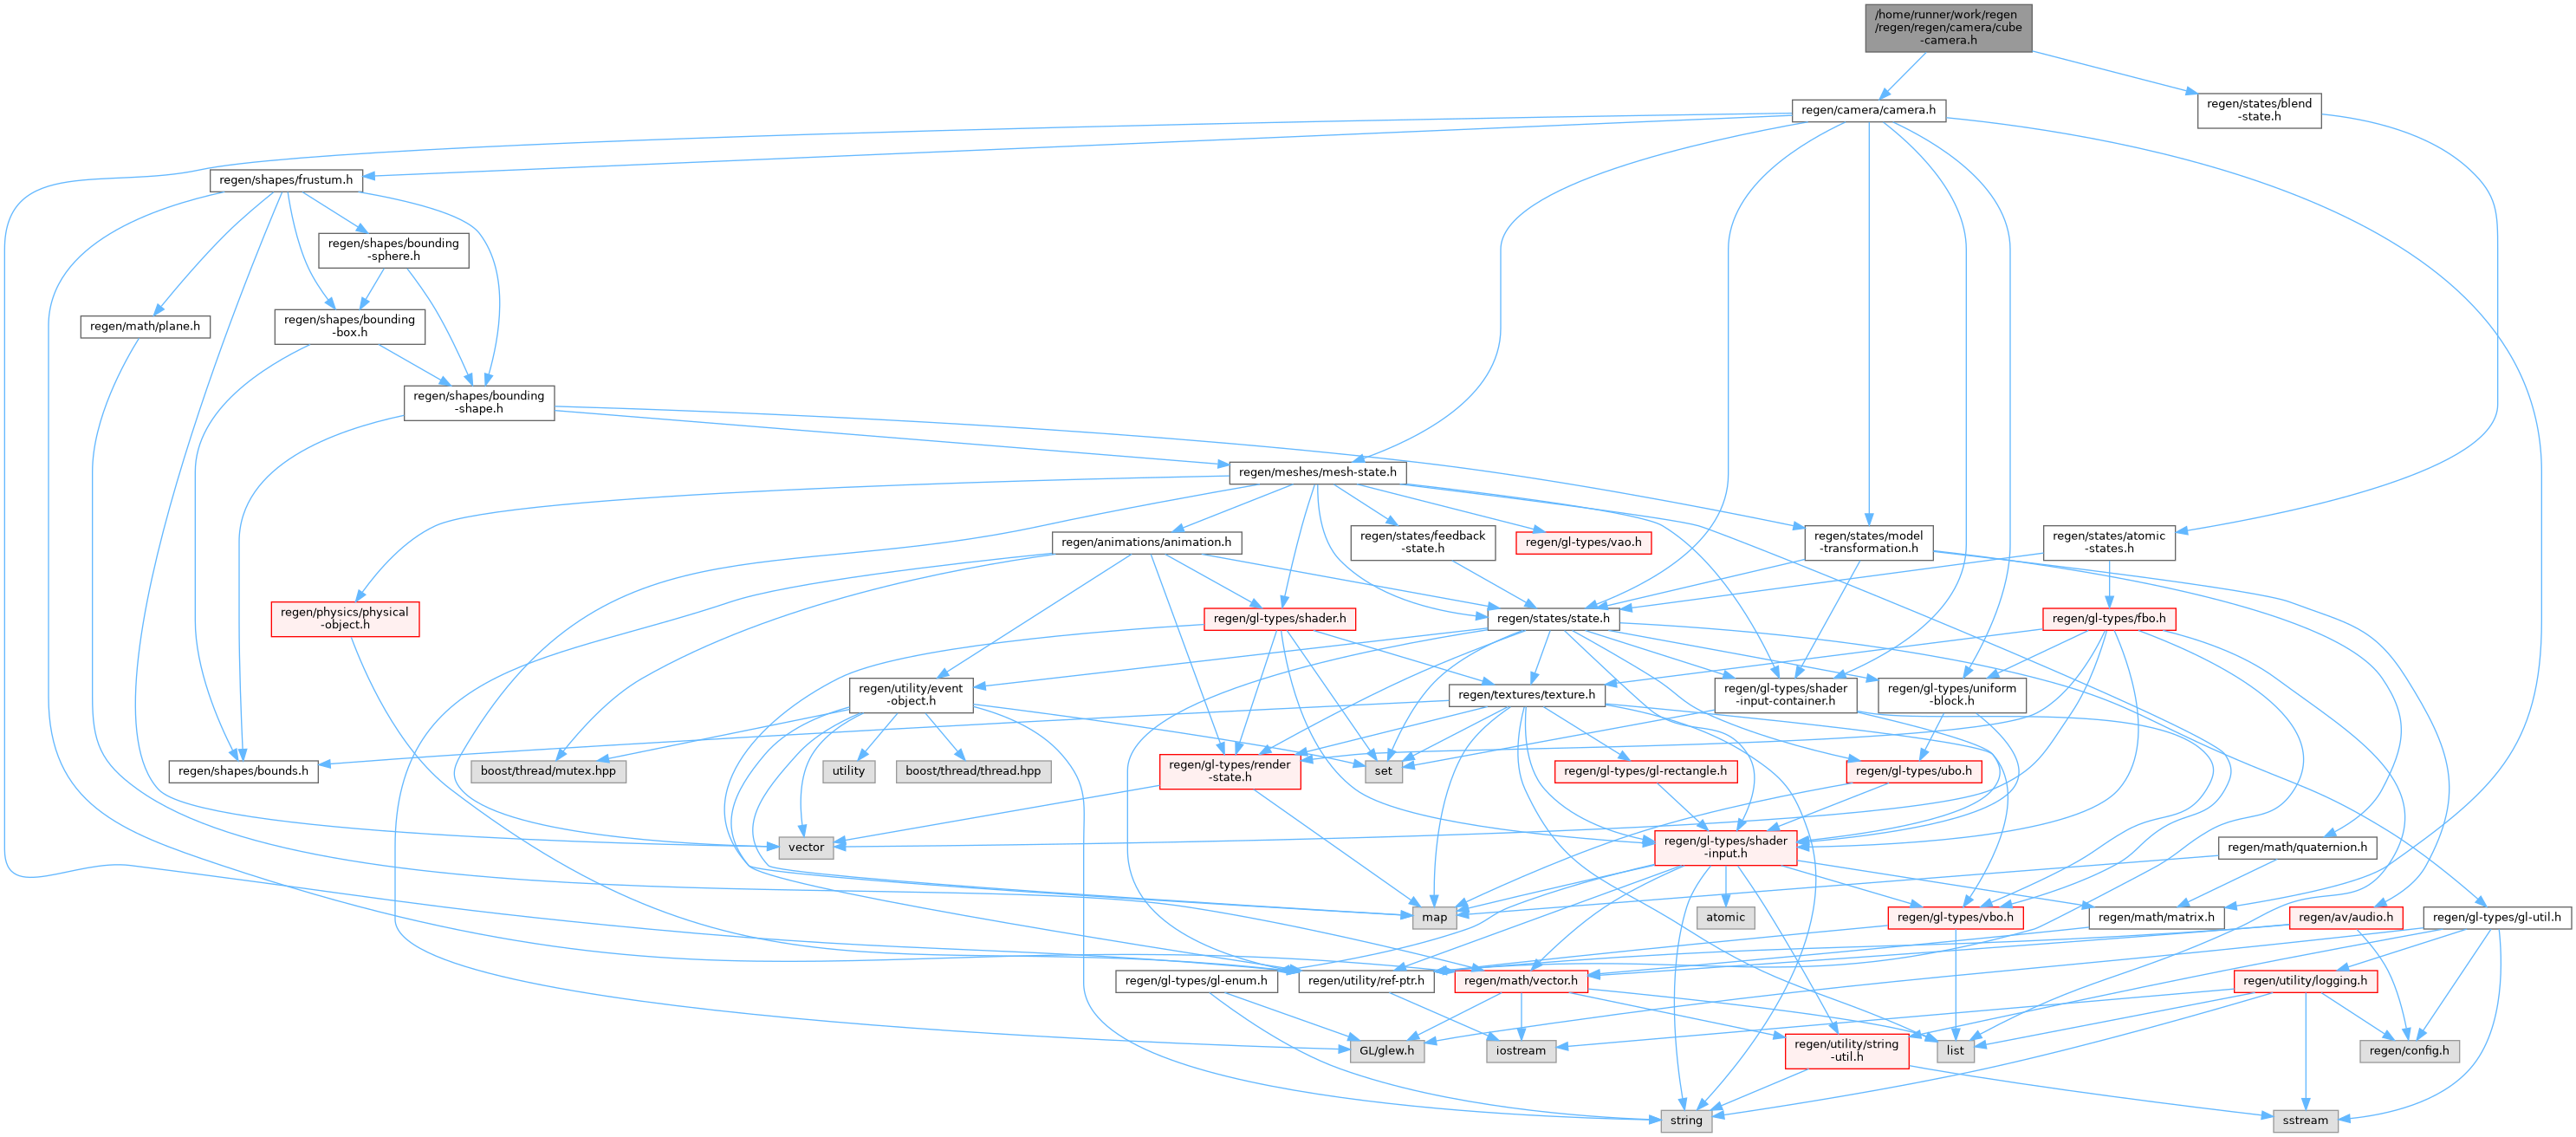 /home/runner/work/regen
/regen/regen/camera/cube
-camera.h
regen/camera/camera.h
regen/states/blend
-state.h
regen/shapes/frustum.h
regen/shapes/bounding
-sphere.h
regen/math/plane.h
regen/shapes/bounding
-box.h
regen/shapes/bounding
-shape.h
regen/meshes/mesh-state.h
regen/animations/animation.h
regen/states/feedback
-state.h
regen/gl-types/vao.h
regen/states/model
-transformation.h
regen/states/atomic
-states.h
regen/physics/physical
-object.h
regen/gl-types/shader.h
regen/states/state.h
regen/gl-types/fbo.h
regen/utility/event
-object.h
regen/textures/texture.h
regen/gl-types/shader
-input-container.h
regen/gl-types/uniform
-block.h
regen/shapes/bounds.h
boost/thread/mutex.hpp
utility
boost/thread/thread.hpp
regen/gl-types/render
-state.h
set
regen/gl-types/gl-rectangle.h
regen/gl-types/ubo.h
vector
regen/gl-types/shader
-input.h
regen/math/quaternion.h
map
atomic
regen/gl-types/vbo.h
regen/math/matrix.h
regen/av/audio.h
regen/gl-types/gl-util.h
regen/gl-types/gl-enum.h
regen/utility/ref-ptr.h
regen/math/vector.h
regen/utility/logging.h
GL/glew.h
iostream
regen/utility/string
-util.h
list
regen/config.h
string
sstream